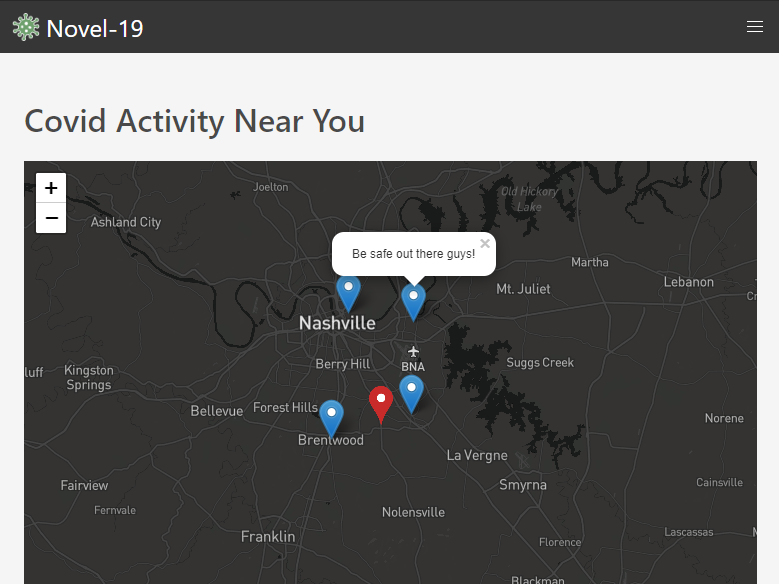 Novel-19
Covid Activity Near You
+
−
Joelton
Old Hickory
Lake
Ashland City
Be safe out there guys!
×
Martha
Lebanon
Mt. Juliet
Nashville
Berry Hill
BNA
Suggs Creek
Kingston
Springs
Bellevue
Forest Hills
Norene
Brentwood
La Vergne
Fairview
Smyrna
Cainsville
Fernvale
Nolensville
Franklin
Florence
Lascassas
Blackman